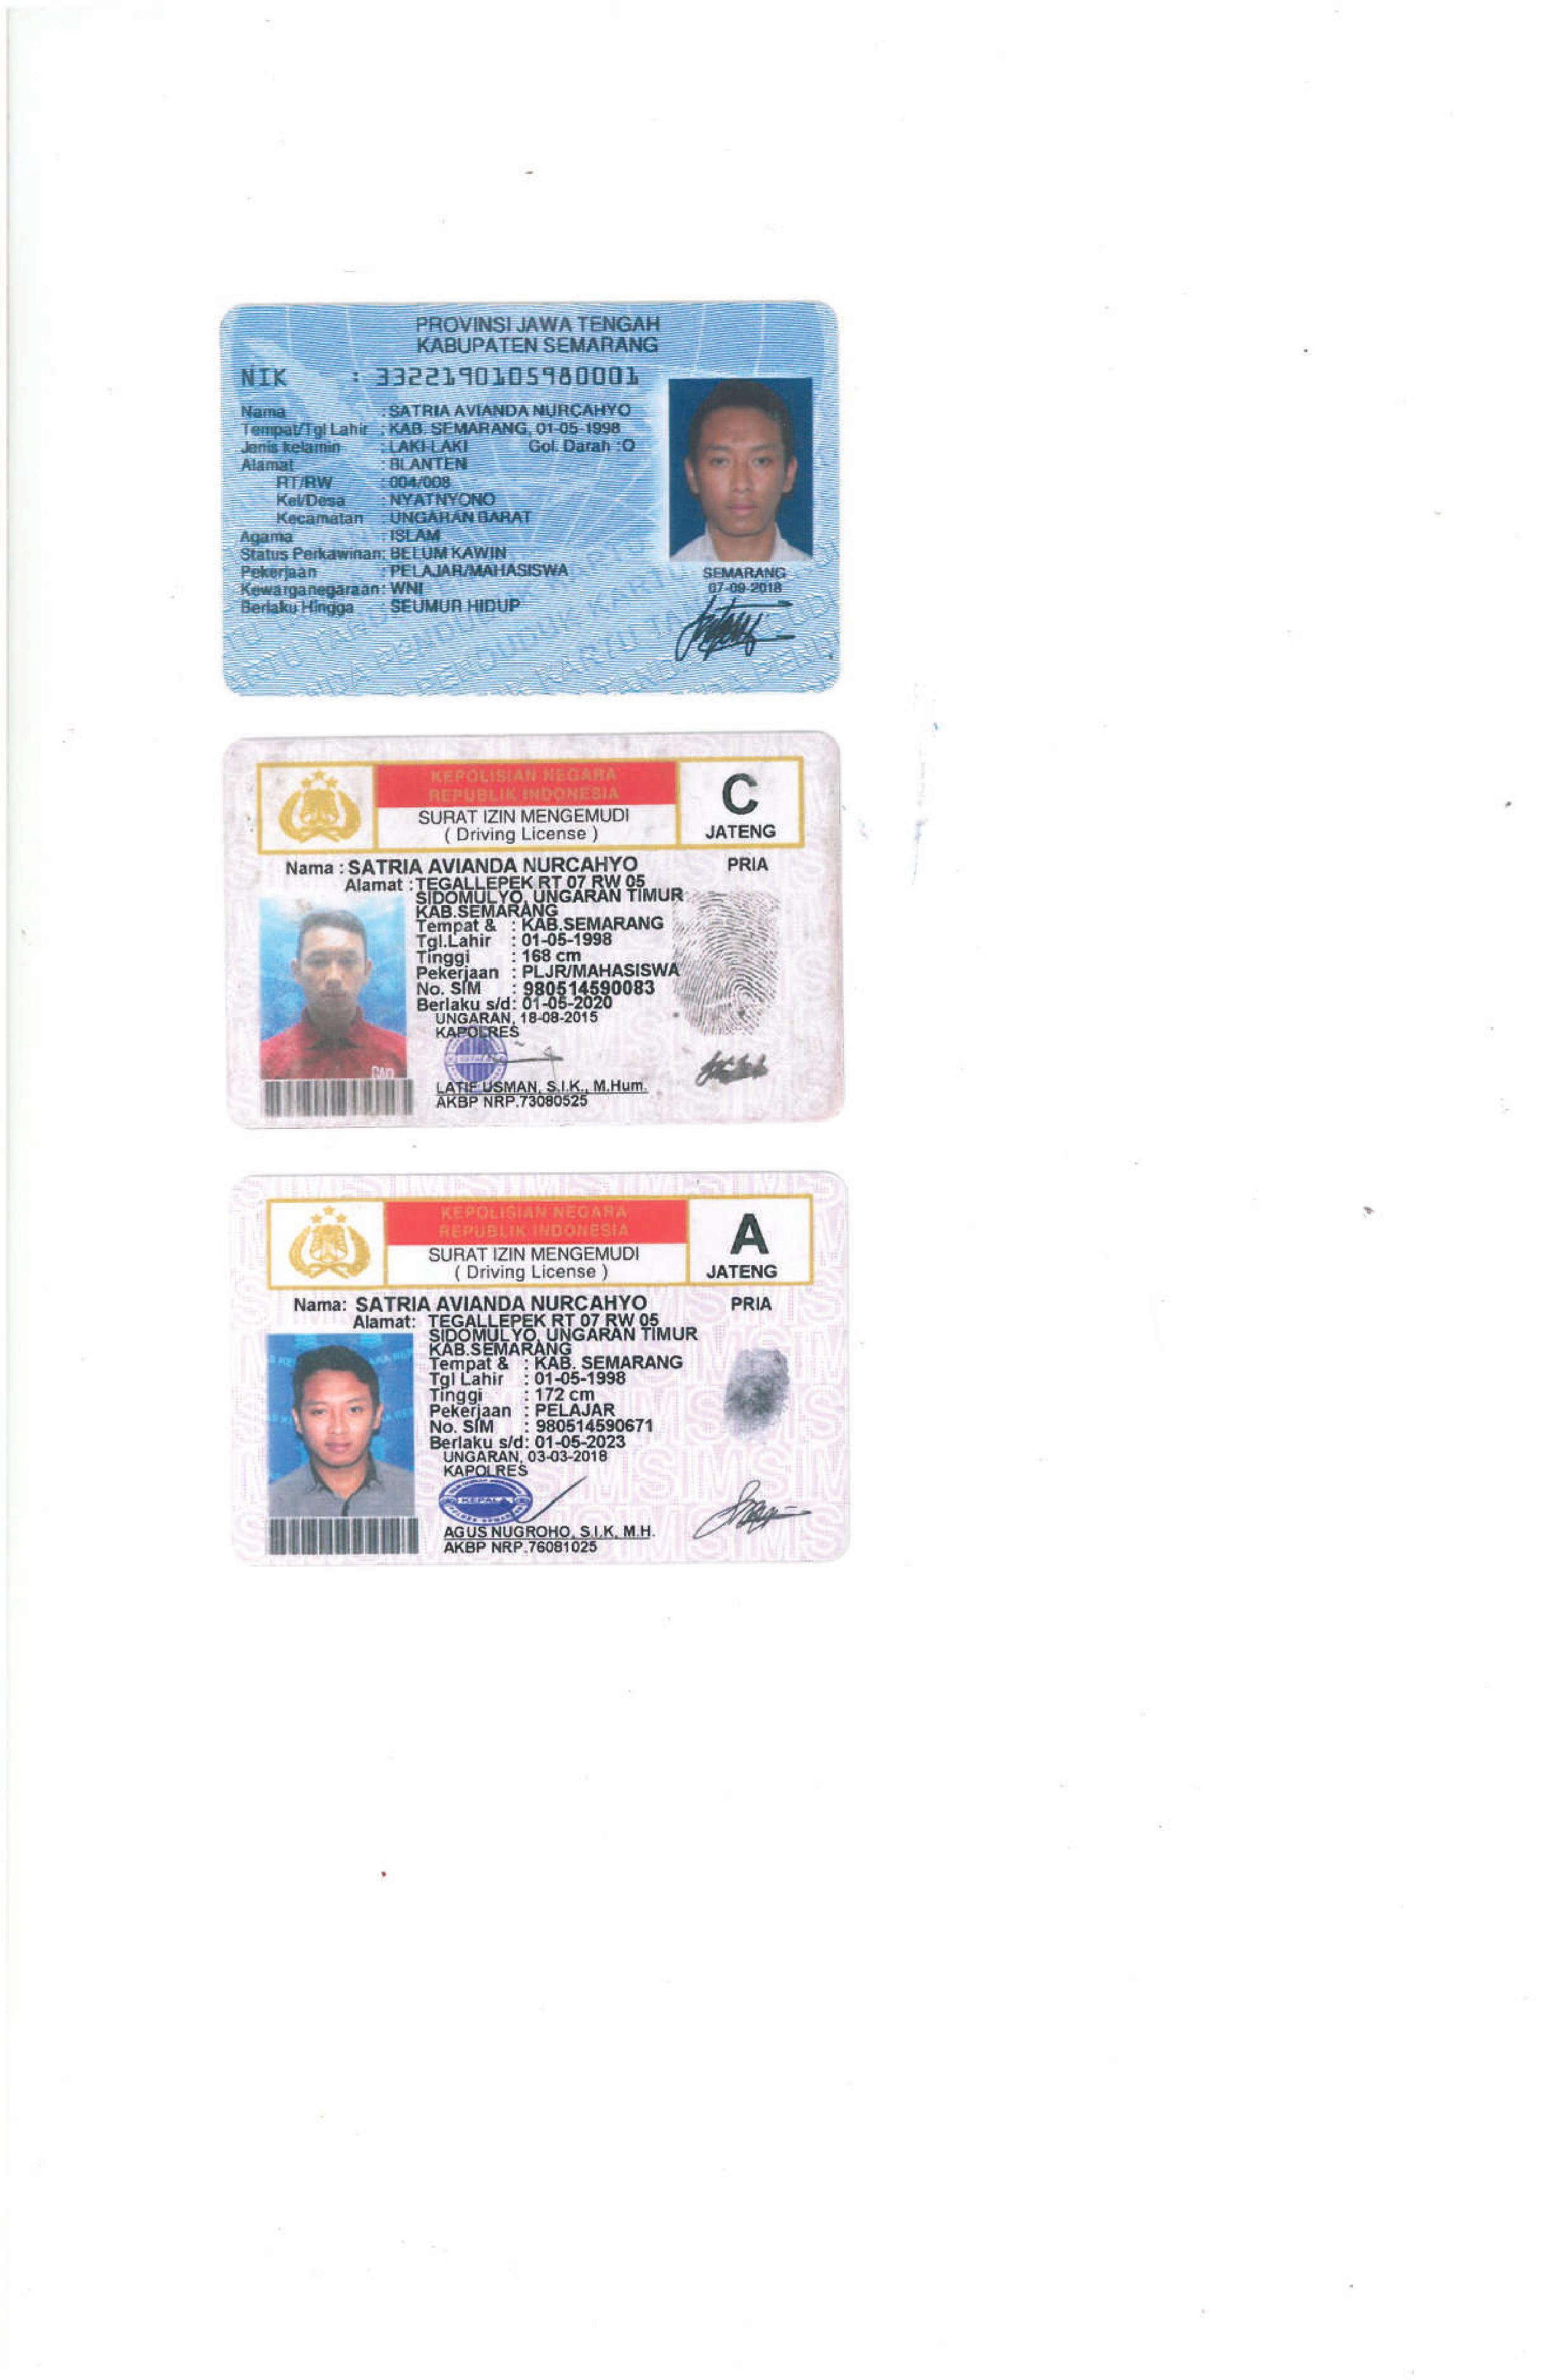 PROVINSI JAWA TENGAH
KABUPATEN SEMARANG
NIK : 3322190105980001
Nama : SATRIA AVIANDA NURCAHYO
Tempat/Tgl Lahir : KAB. SEMARANG, 01-05-1998
Jenis kelamin : LAKI-LAKI Gol. Darah :O
Alamat : BLANTEN
RT/RW : 004/008
Kel/Desa : NYATNYONO
Kecamatan : UNGARAN BARAT
Agama : ISLAM
Status Perkawinan: BELUM KAWIN
Pekerjaan : PELAJAR/MAHASISWA
Kewarganegaraan: WNI
Berlaku Hingga : SEUMUR HIDUP
SEMARANG
07-09-2018
KEPOLISIAN NEGARA
REPUBLIK INDONESIA
SURAT IZIN MENGEMUDI
( Driving License )
C
JATENG
Nama : SATRIA AVIANDA NURCAHYO
PRIA
Alamat : TEGALLEPEK RT 07 RW 05
SIDOMULYO, UNGARAN TIMUR
KAB.SEMARANG
Tempat & : KAB.SEMARANG
Tgl.Lahir : 01-05-1998
Tinggi : 168 cm
Pekerjaan : PLJR/MAHASISWA
No. SIM : 980514590083
Berlaku s/d: 01-05-2020
UNGARAN, 18-08-2015
KAPOLRES
LATIF USMAN, S.I.K., M.Hum.
AKBP NRP.73080525
KEPOLISIAN NEGARA
REPUBLIK INDONESIA
SURAT IZIN MENGEMUDI
( Driving License )
A
JATENG
Nama: SATRIA AVIANDA NURCAHYO
PRIA
Alamat: TEGALLEPEK RT 07 RW 05
SIDOMULYO, UNGARAN TIMUR
KAB.SEMARANG
Tempat & : KAB. SEMARANG
Tgl Lahir : 01-05-1998
Tinggi : 172 cm
Pekerjaan : PELAJAR
No. SIM : 980514590671
Berlaku s/d: 01-05-2023
UNGARAN, 03-03-2018
KAPOLRES
KEPALA
AGUS NUGROHO, S.I.K, M.H.
AKBP NRP.76081025